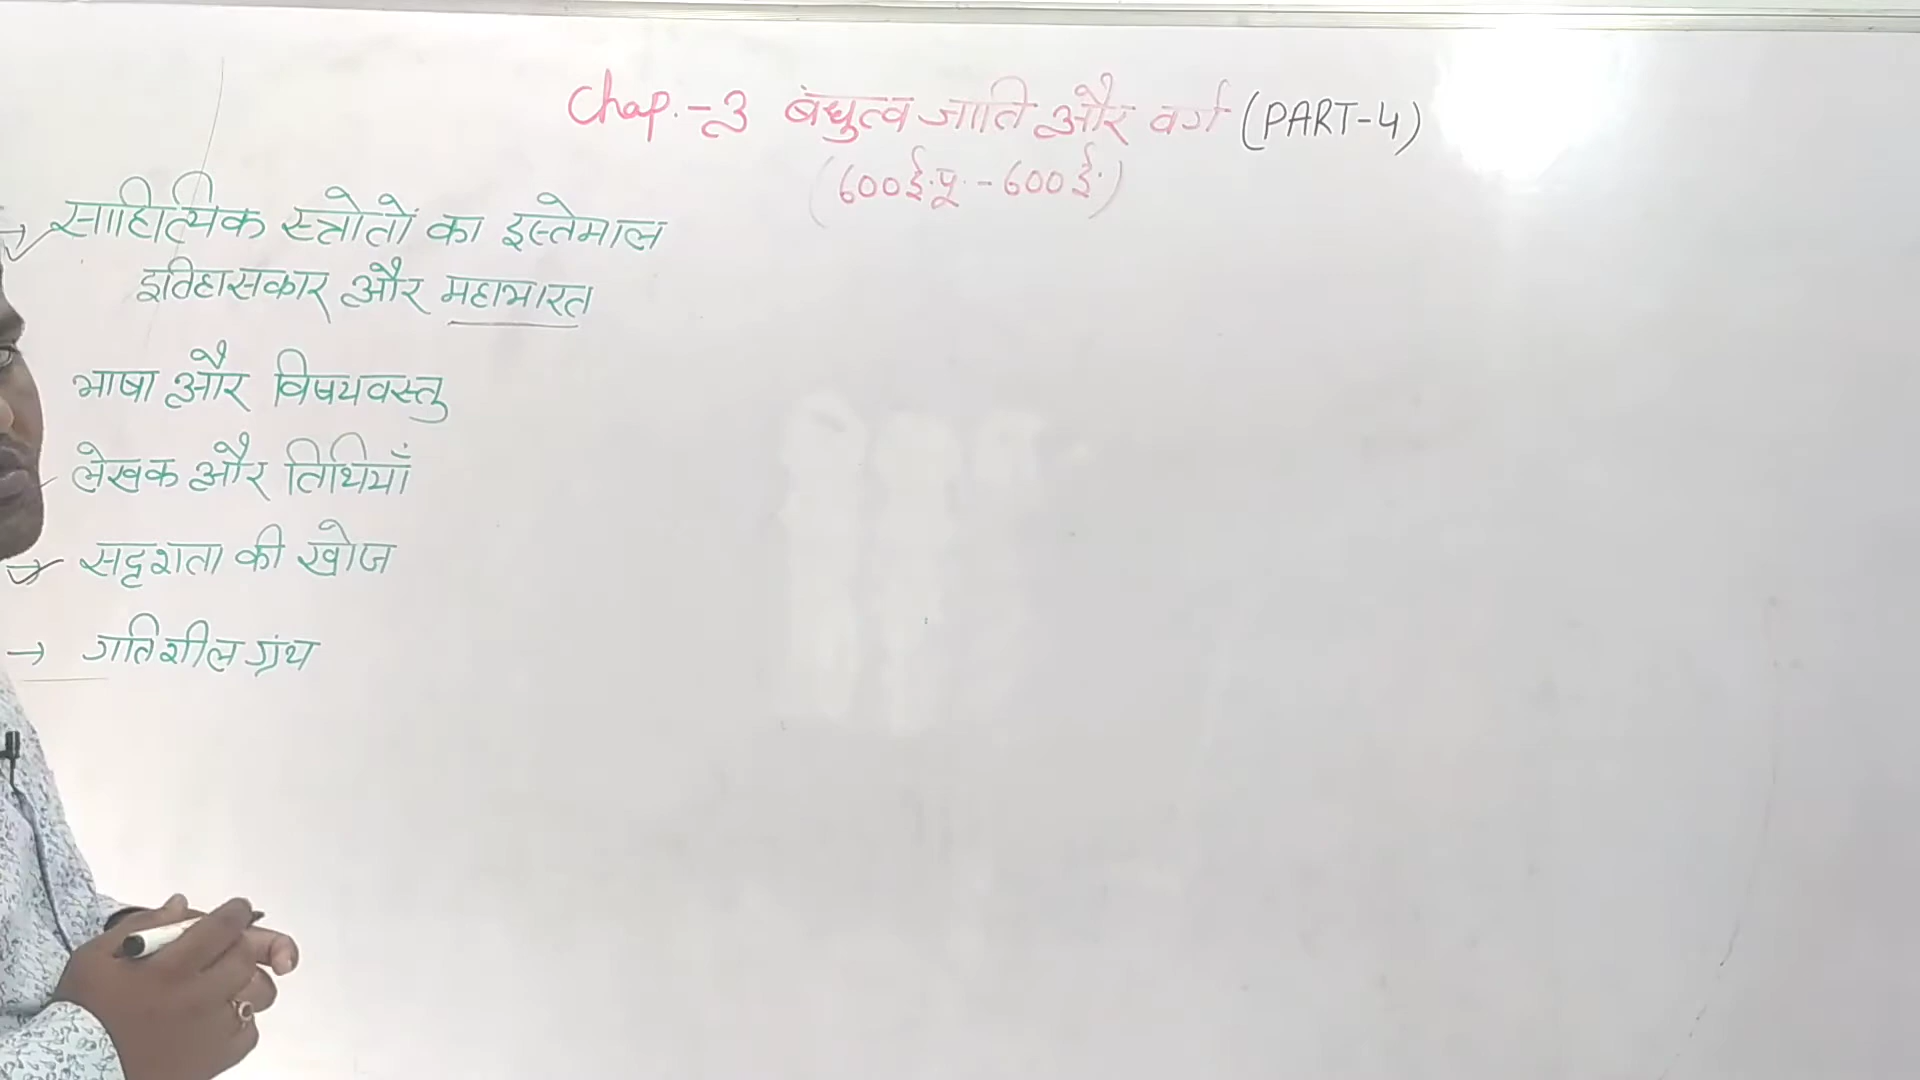 Chap.-3 बंधुत्व जाति और वर्ग (PART-4)
(600ई.पू. - 600ई.)
→ साहित्यिक स्त्रोतों का इस्तेमाल
इतिहासकार और महाभारत
भाषा और विषयवस्तु
लेखक और तिथियाँ
→ सदृशता की खोज
→ गतिशील ग्रंथ